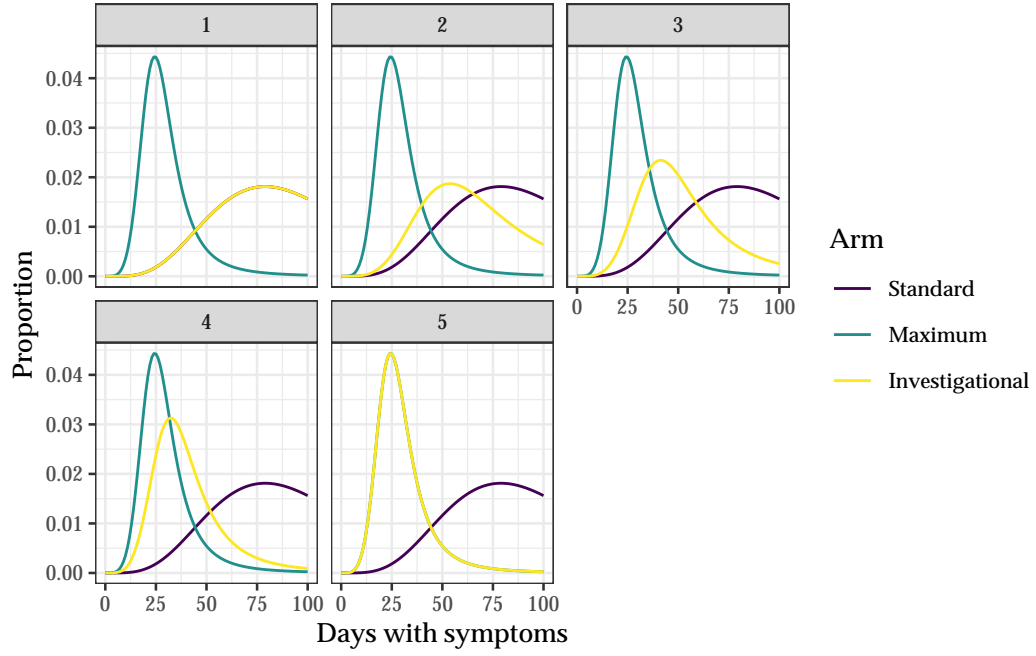 1 2 3
0.04
0.03
0.02
0.01
0.00
0 25 50 75 100
4 5
0.04
0.03
0.02
0.01
0.00
0 25 50 75 100 0 25 50 75 100
Days with symptoms
Proportion
Arm
Standard
Maximum
Investigational